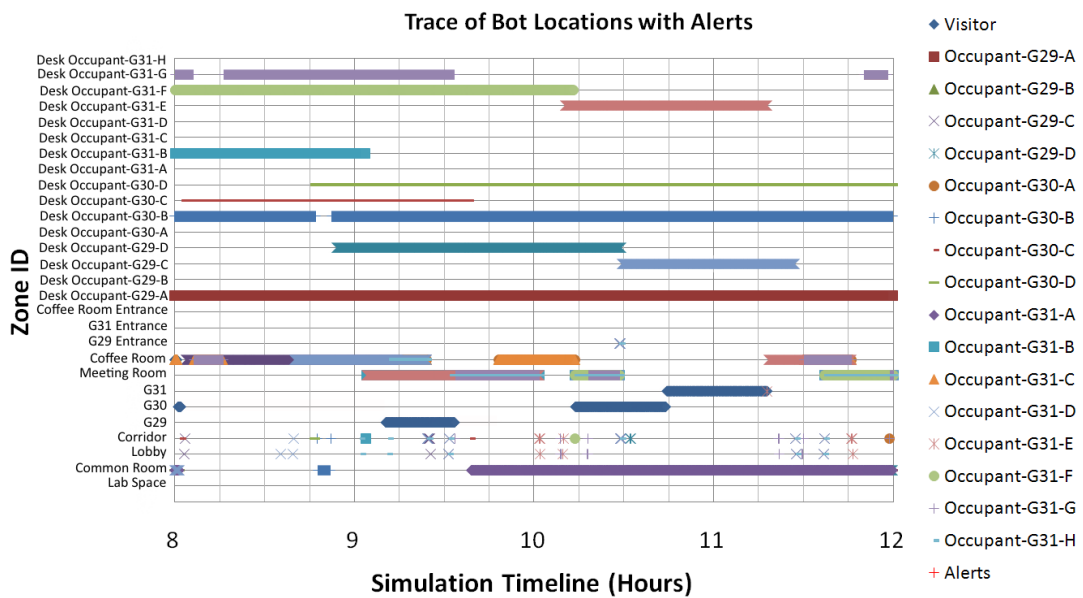 Trace of Bot Locations with Alerts
Zone ID
Desk Occupant-G31-H
Desk Occupant-G31-G
Desk Occupant-G31-F
Desk Occupant-G31-E
Desk Occupant-G31-D
Desk Occupant-G31-C
Desk Occupant-G31-B
Desk Occupant-G31-A
Desk Occupant-G30-D
Desk Occupant-G30-C
Desk Occupant-G30-B
Desk Occupant-G30-A
Desk Occupant-G29-D
Desk Occupant-G29-C
Desk Occupant-G29-B
Desk Occupant-G29-A
Coffee Room Entrance
G31 Entrance
G29 Entrance
Coffee Room
Meeting Room
G31
G30
G29
Corridor
Lobby
Common Room
Lab Space
8 9 10 11 12
Simulation Timeline (Hours)
Visitor
Occupant-G29-A
Occupant-G29-B
Occupant-G29-C
Occupant-G29-D
Occupant-G30-A
Occupant-G30-B
Occupant-G30-C
Occupant-G30-D
Occupant-G31-A
Occupant-G31-B
Occupant-G31-C
Occupant-G31-D
Occupant-G31-E
Occupant-G31-F
Occupant-G31-G
Occupant-G31-H
Alerts